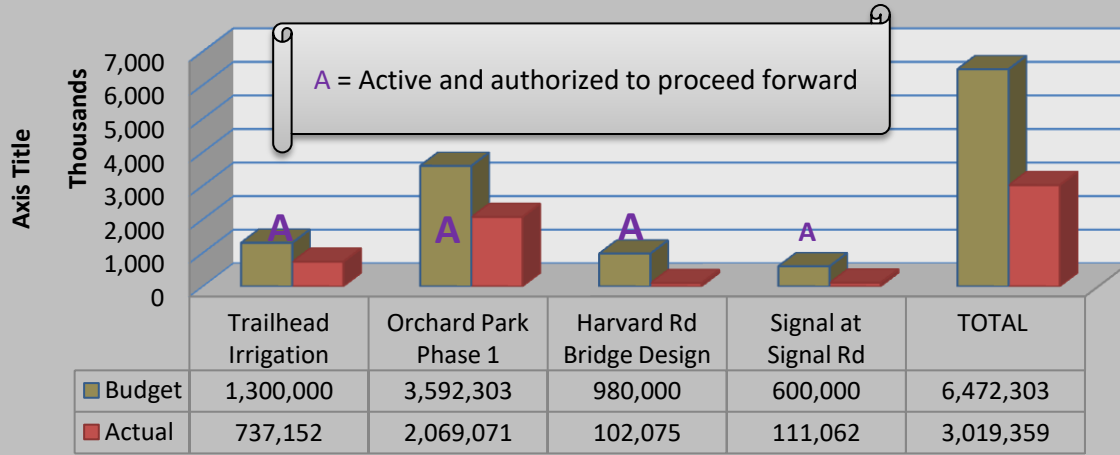 A = Active and authorized to proceed forward
Axis Title
Thousands
7,000
6,000
5,000
4,000
3,000
2,000
1,000
0
A
A
A
A
Trailhead Irrigation Orchard Park Phase 1 Harvard Rd Bridge Design Signal at Signal Rd TOTAL
Budget 1,300,000 3,592,303 980,000 600,000 6,472,303
Actual 737,152 2,069,071 102,075 111,062 3,019,359